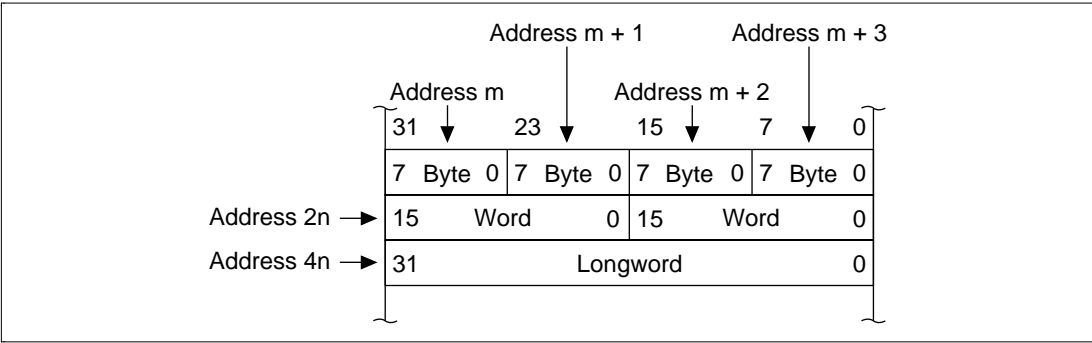 Address m + 1 Address m + 3
Address m Address m + 2
31 23 15 7 0
7 Byte 0 7 Byte 0 7 Byte 0 7 Byte 0
Address 2n 15 Word 0 15 Word 0
Address 4n 31 Longword 0